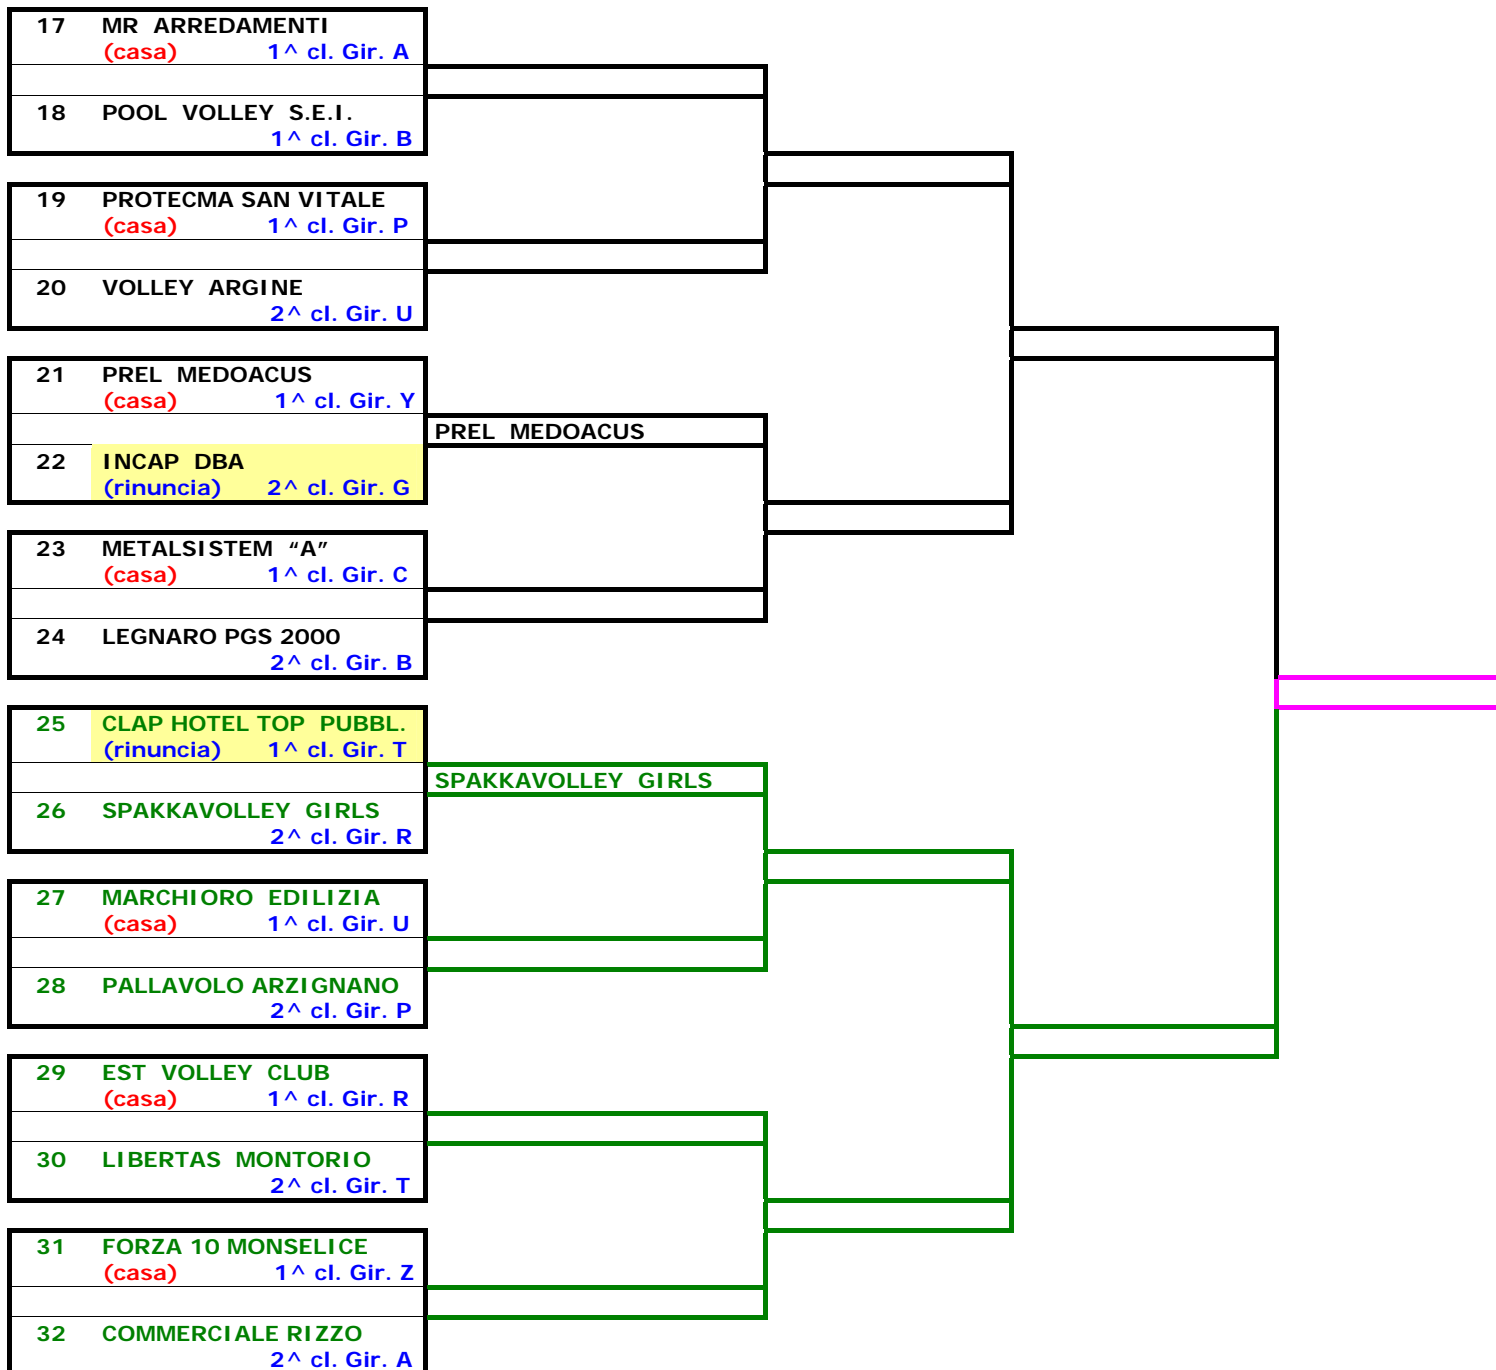 17 MR ARREDAMENTI
(casa) 1^ cl. Gir. A
18 POOL VOLLEY S.E.I.
1^ cl. Gir. B
19 PROTECMA SAN VITALE
(casa) 1^ cl. Gir. P
20 VOLLEY ARGINE
2^ cl. Gir. U
21 PREL MEDOACUS
(casa) 1^ cl. Gir. Y
PREL MEDOACUS
22 INCAP DBA
(rinuncia) 2^ cl. Gir. G
23 METALSISTEM “A”
(casa) 1^ cl. Gir. C
24 LEGNARO PGS 2000
2^ cl. Gir. B
25 CLAP HOTEL TOP PUBBL.
(rinuncia) 1^ cl. Gir. T
SPAKKAVOLLEY GIRLS
26 SPAKKAVOLLEY GIRLS
2^ cl. Gir. R
27 MARCHIORO EDILIZIA
(casa) 1^ cl. Gir. U
28 PALLAVOLO ARZIGNANO
2^ cl. Gir. P
29 EST VOLLEY CLUB
(casa) 1^ cl. Gir. R
30 LIBERTAS MONTORIO
2^ cl. Gir. T
31 FORZA 10 MONSELICE
(casa) 1^ cl. Gir. Z
32 COMMERCIALE RIZZO
2^ cl. Gir. A